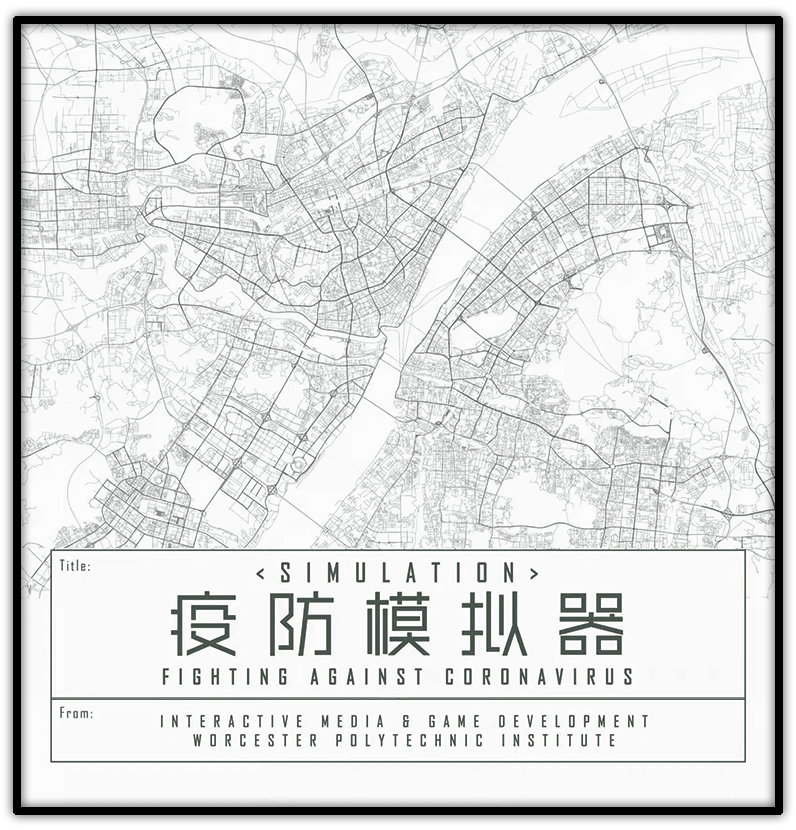 Title:
<SIMULATION>
疫防模拟器
FIGHTING AGAINST CORONAVIRUS
From:
INTERACTIVE MEDIA & GAME DEVELOPMENT
WORCESTER POLYTECHNIC INSTITUTE